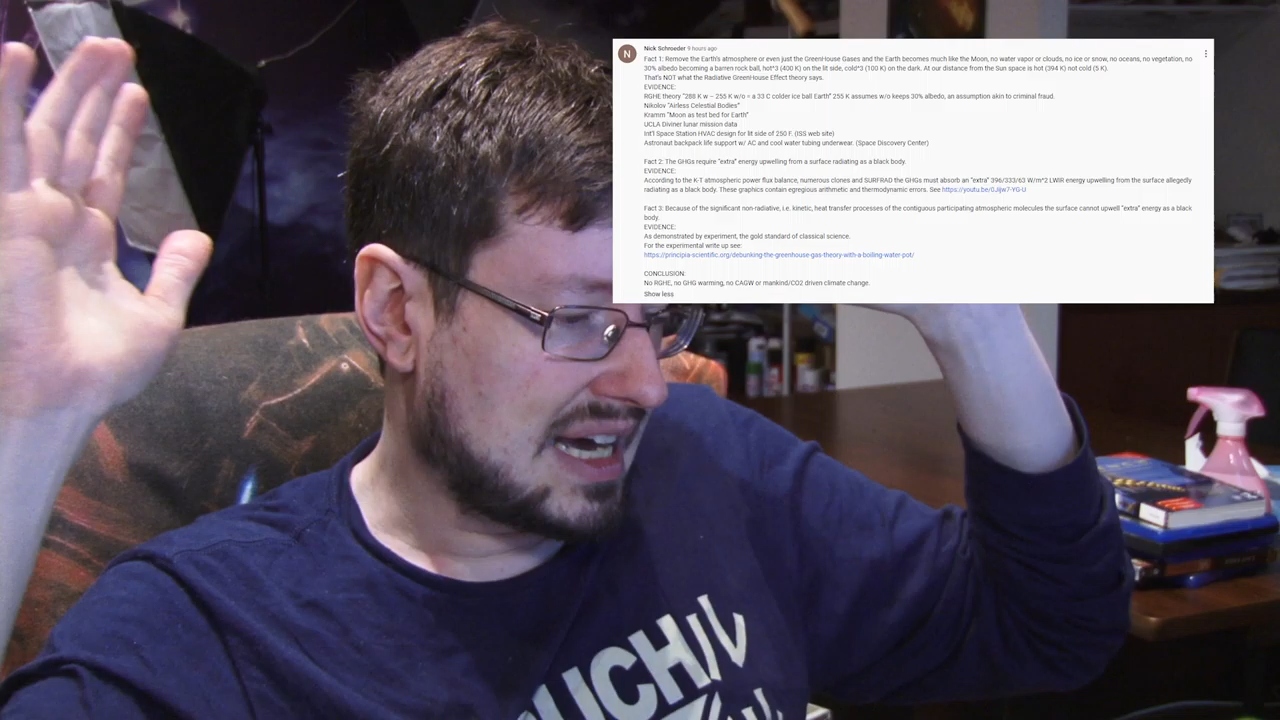 N
Nick Schroeder 9 hours ago
Fact 1: Remove the Earth's atmosphere or even just the GreenHouse Gases and the Earth becomes much like the Moon, no water vapor or clouds, no ice or snow, no oceans, no vegetation, no
30% albedo becoming a barren rock ball, hot^3 (400 K) on the lit side, cold^3 (100 K) on the dark. At our distance from the Sun space is hot (394 K) not cold (5 K).
That's NOT what the Radiative GreenHouse Effect theory says.
EVIDENCE:
RGHE theory "288 K w – 255 K w/o = a 33 C colder ice ball Earth" 255 K assumes w/o keeps 30% albedo, an assumption akin to criminal fraud.
Nikolov "Airless Celestial Bodies"
Kramm "Moon as test bed for Earth"
UCLA Diviner lunar mission data
Int'l Space Station HVAC design for lit side of 250 F. (ISS web site)
Astronaut backpack life support w/ AC and cool water tubing underwear. (Space Discovery Center)
Fact 2: The GHGs require "extra" energy upwelling from a surface radiating as a black body.
EVIDENCE:
According to the K-T atmospheric power flux balance, numerous clones and SURFRAD the GHGs must absorb an "extra" 396/333/63 W/m^2 LWIR energy upwelling from the surface allegedly
radiating as a black body. These graphics contain egregious arithmetic and thermodynamic errors. See https://youtu.be/0Jijw7-YG-U
Fact 3: Because of the significant non-radiative, i.e. kinetic, heat transfer processes of the contiguous participating atmospheric molecules the surface cannot upwell "extra" energy as a black
body.
EVIDENCE:
As demonstrated by experiment, the gold standard of classical science.
For the experimental write up see:
https://principia-scientific.org/debunking-the-greenhouse-gas-theory-with-a-boiling-water-pot/
CONCLUSION:
No RGHE, no GHG warming, no CAGW or mankind/CO2 driven climate change.
Show less